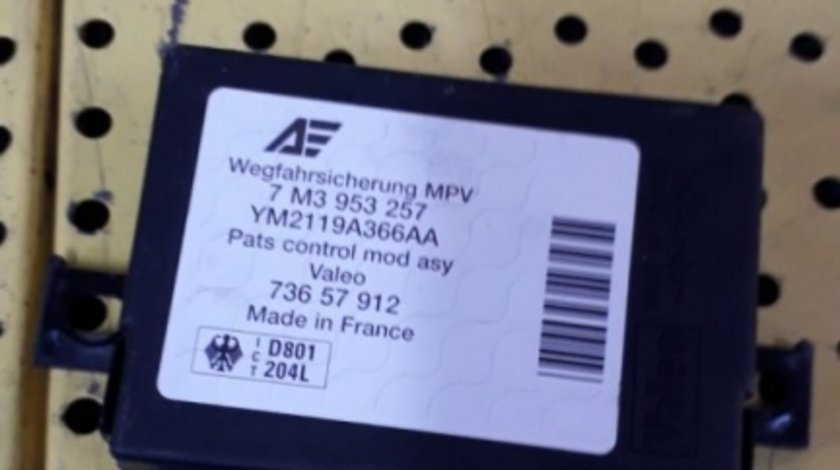 AE
Wegfahrsicherung MPV
7 M3 953 257
YM2119A366AA
Pats control mod asy
Valeo
736 57 912
Made in France
ICT D801
204L